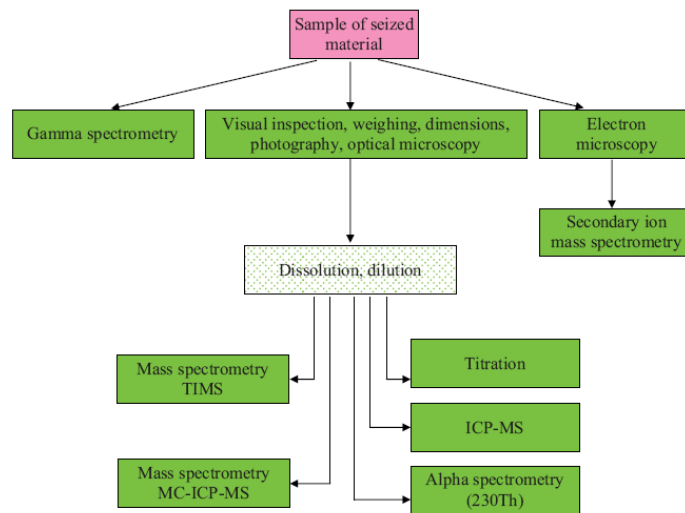 Sample of seized
material
Gamma spectrometry
Visual inspection, weighing, dimensions,
photography, optical microscopy
Electron
microscopy
Secondary ion
mass spectrometry
Dissolution, dilution
Mass spectrometry
TIMS
Titration
ICP-MS
Mass spectrometry
MC-ICP-MS
Alpha spectrometry
(230Th)